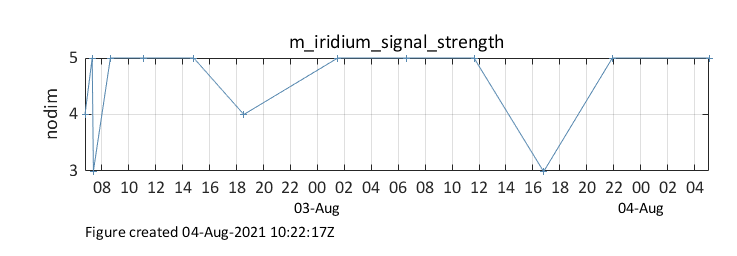 m_iridium_signal_strength
5
4
3
nodim
08 10 12 14 16 18 20 22 00 02 04 06 08 10 12 14 16 18 20 22 00 02 04
03-Aug 04-Aug
Figure created 04-Aug-2021 10:22:17Z